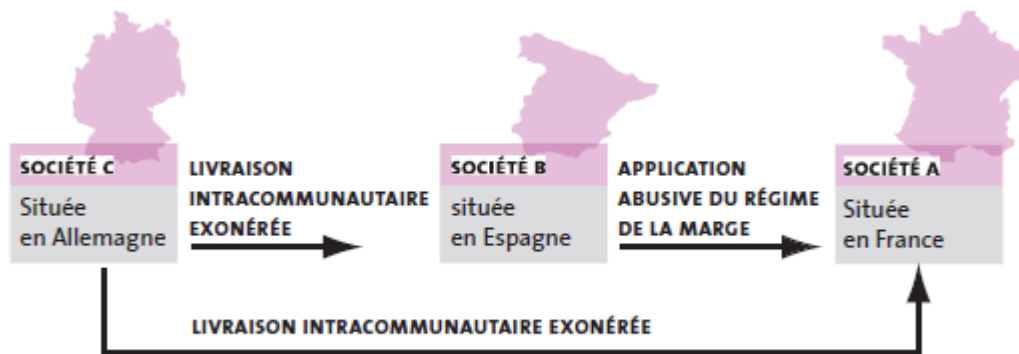 SOCIÉTÉ C
Située
en Allemagne
LIVRAISON
INTRACOMMUNAUTAIRE
EXONÉRÉE
SOCIÉTÉ B
située
en Espagne
APPLICATION
ABUSIVE DU RÉGIME
DE LA MARGE
SOCIÉTÉ A
Située
en France
LIVRAISON INTRACOMMUNAUTAIRE EXONÉRÉE